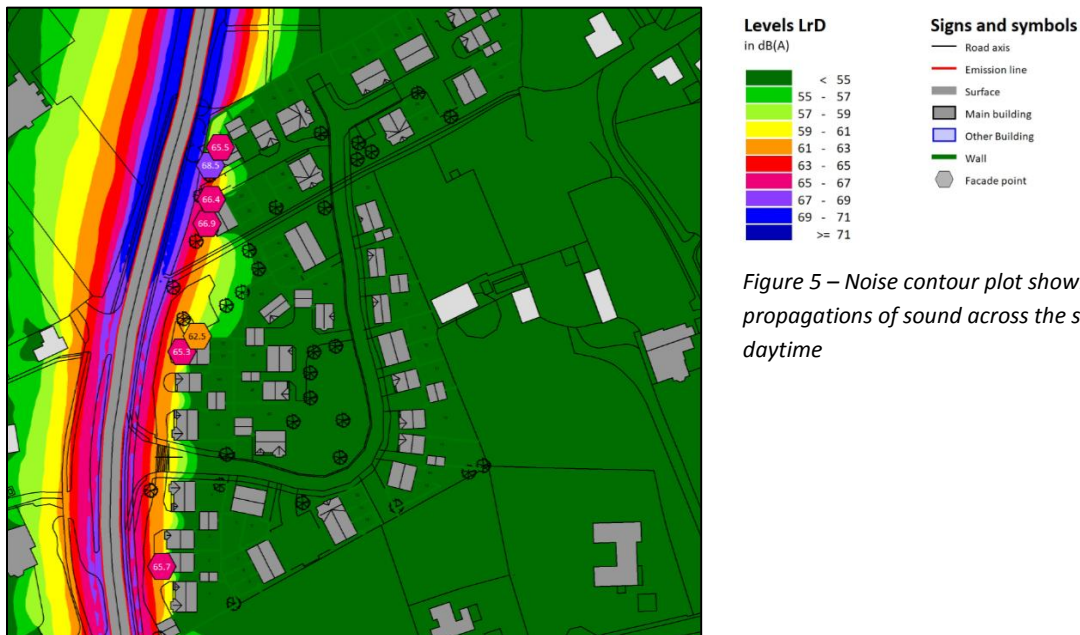 65.5
68.5
66.4
66.9
62.5
65.3
65.7
Levels LrD
in dB(A)
< 55
55 - 57
57 - 59
59 - 61
61 - 63
63 - 65
65 - 67
67 - 69
69 - 71
>= 71
Signs and symbols
Road axis
Emission line
Surface
Main building
Other Building
Wall
Facade point
Figure 5 – Noise contour plot show
propagations of sound across the s
daytime